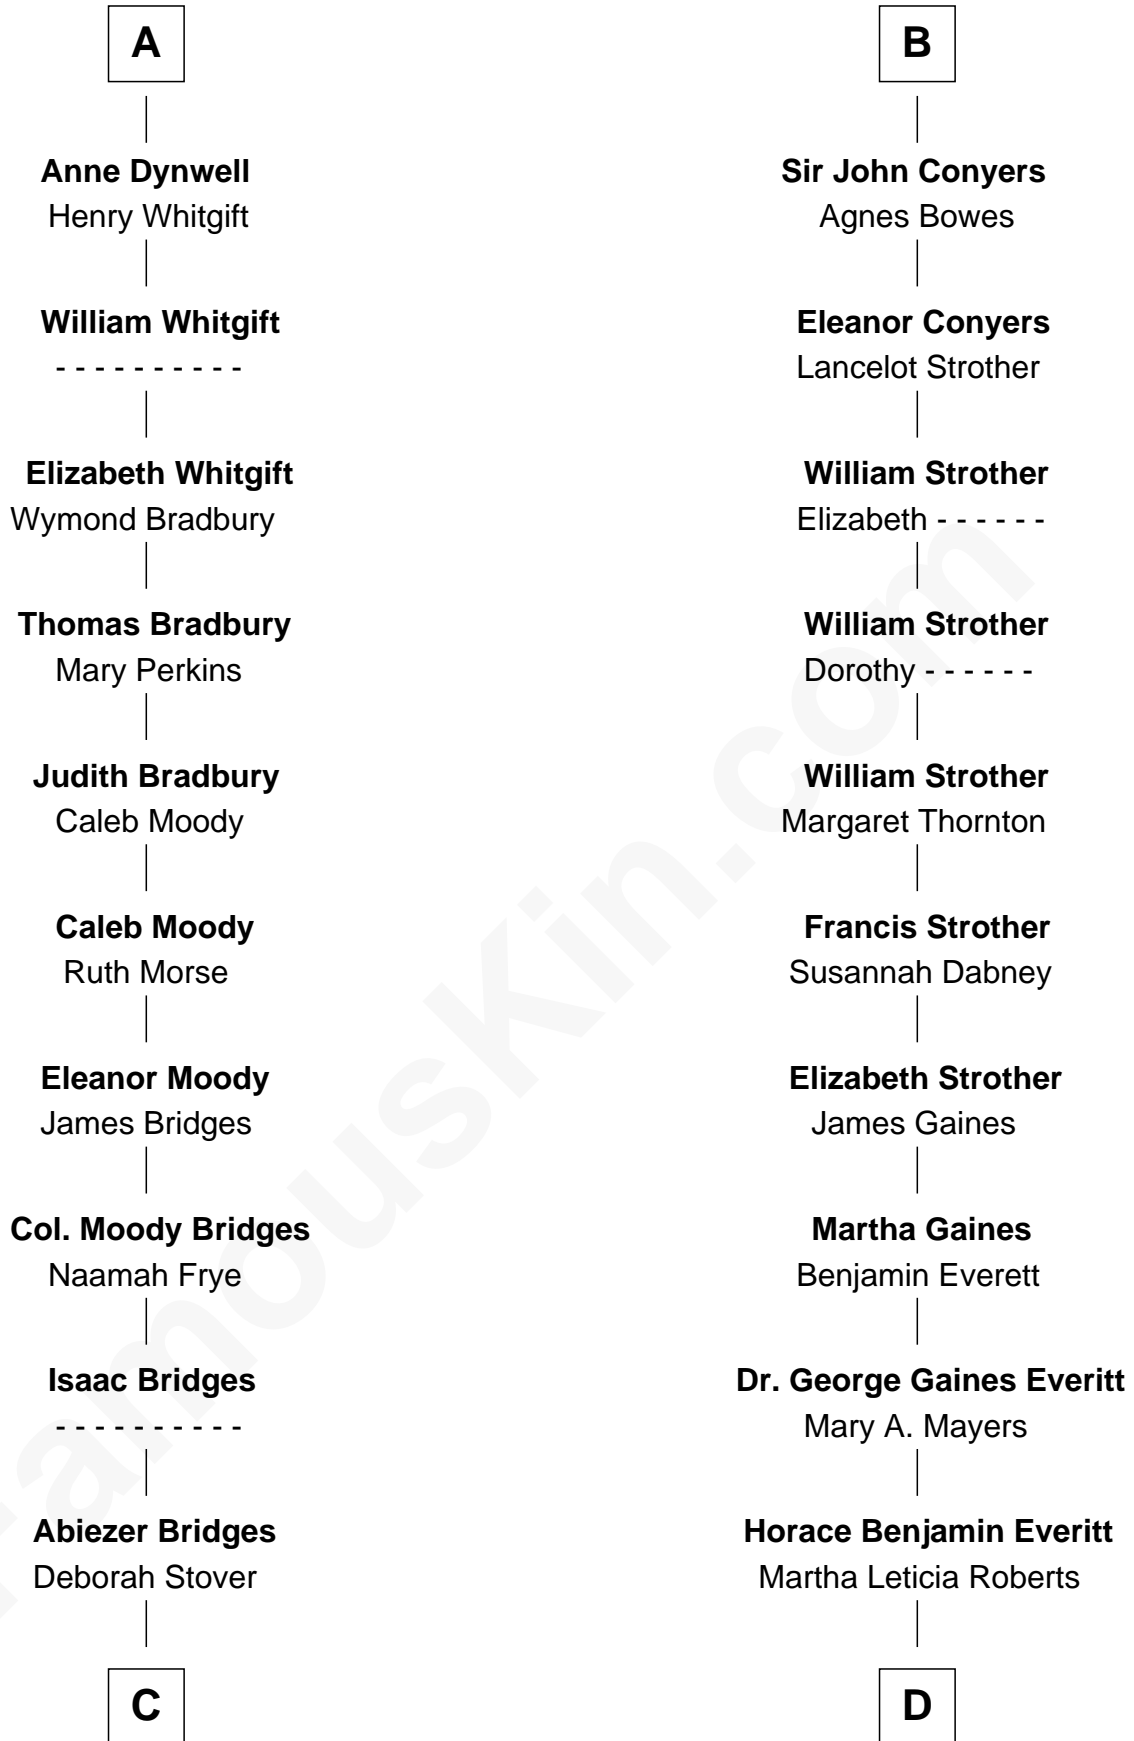 A
Anne Dynwell
Henry Whitgift
William Whitgift
- - - - - - - - - -
Elizabeth Whitgift
Wymond Bradbury
Thomas Bradbury
Mary Perkins
Judith Bradbury
Caleb Moody
Caleb Moody
Ruth Morse
Eleanor Moody
James Bridges
Col. Moody Bridges
Naamah Frye
Isaac Bridges
- - - - - - - - - -
Abiezer Bridges
Deborah Stover
C
B
Sir John Conyers
Agnes Bowes
Eleanor Conyers
Lancelot Strother
William Strother
Elizabeth - - - - - -
William Strother
Dorothy - - - - - -
William Strother
Margaret Thornton
Francis Strother
Susannah Dabney
Elizabeth Strother
James Gaines
Martha Gaines
Benjamin Everett
Dr. George Gaines Everitt
Mary A. Mayers
Horace Benjamin Everitt
Martha Leticia Roberts
D
FamousKin.com